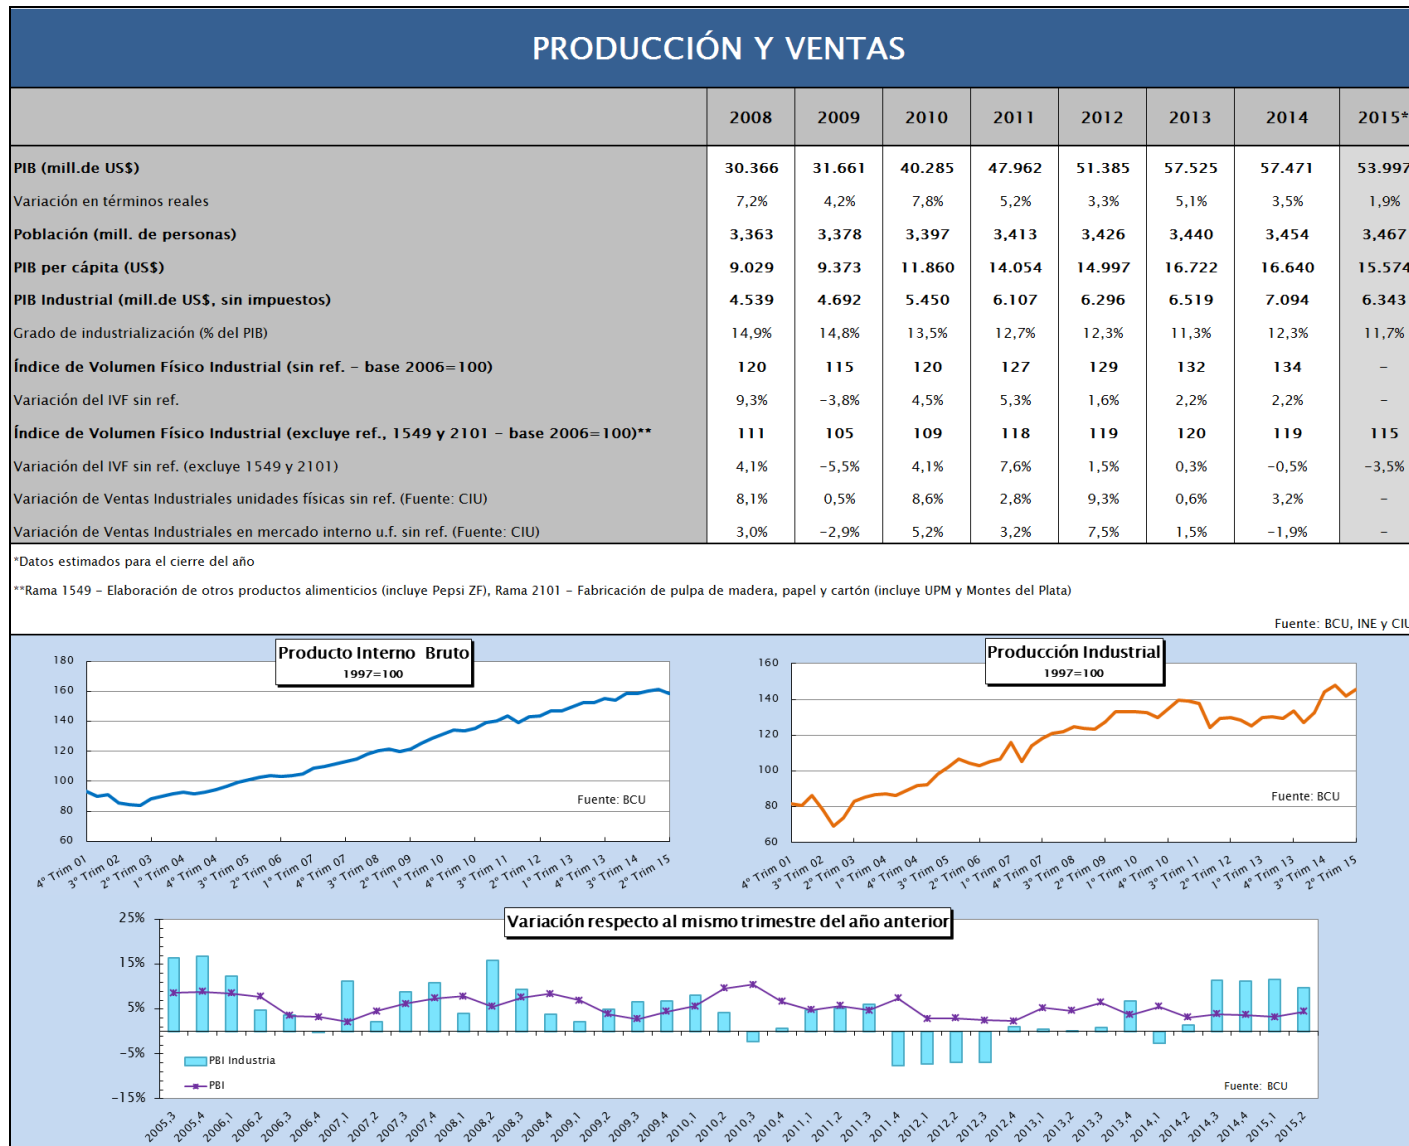 PRODUCCIÓN Y VENTAS
2008 2009 2010 2011 2012 2013 2014 2015*
PIB (mill.de US$) 30.366 31.661 40.285 47.962 51.385 57.525 57.471 53.997
Variación en términos reales 7,2% 4,2% 7,8% 5,2% 3,3% 5,1% 3,5% 1,9%
Población (mill. de personas) 3,363 3,378 3,397 3,413 3,426 3,440 3,454 3,467
PIB per cápita (US$) 9.029 9.373 11.860 14.054 14.997 16.722 16.640 15.574
PIB Industrial (mill.de US$, sin impuestos) 4.539 4.692 5.450 6.107 6.296 6.519 7.094 6.343
Grado de industrialización (% del PIB) 14,9% 14,8% 13,5% 12,7% 12,3% 11,3% 12,3% 11,7%
Índice de Volumen Físico Industrial (sin ref. - base 2006=100) 120 115 120 127 129 132 134 -
Variación del IVF sin ref. 9,3% -3,8% 4,5% 5,3% 1,6% 2,2% 2,2% -
Índice de Volumen Físico Industrial (excluye ref., 1549 y 2101 - base 2006=100)** 111 105 109 118 119 120 119 115
Variación del IVF sin ref. (excluye 1549 y 2101) 4,1% -5,5% 4,1% 7,6% 1,5% 0,3% -0,5% -3,5%
Variación de Ventas Industriales unidades físicas sin ref. (Fuente: CIU) 8,1% 0,5% 8,6% 2,8% 9,3% 0,6% 3,2% -
Variación de Ventas Industriales en mercado interno u.f. sin ref. (Fuente: CIU) 3,0% -2,9% 5,2% 3,2% 7,5% 1,5% -1,9% -
*Datos estimados para el cierre del año
**Rama 1549 - Elaboración de otros productos alimenticios (incluye Pepsi ZF), Rama 2101 - Fabricación de pulpa de madera, papel y cartón (incluye UPM y Montes del Plata)
Fuente: BCU, INE y CIU
Producto Interno Bruto
1997=100
180
160
140
120
100
80
60
Fuente: BCU
4° Trim 01 3° Trim 02 2° Trim 03 1° Trim 04 4° Trim 04 3° Trim 05 2° Trim 06 1° Trim 07 4° Trim 07 3° Trim 08 2° Trim 09 1° Trim 10 4° Trim 10 3° Trim 11 2° Trim 12 1° Trim 13 4° Trim 13 3° Trim 14 2° Trim 15
Producción Industrial
1997=100
160
140
120
100
80
60
Fuente: BCU
4° Trim 01 3° Trim 02 2° Trim 03 1° Trim 04 4° Trim 04 3° Trim 05 2° Trim 06 1° Trim 07 4° Trim 07 3° Trim 08 2° Trim 09 1° Trim 10 4° Trim 10 3° Trim 11 2° Trim 12 1° Trim 13 4° Trim 13 3° Trim 14 2° Trim 15
Variación respecto al mismo trimestre del año anterior
25%
15%
5%
-5%
-15%
PBI Industria
PBI
Fuente: BCU
2005,3 2005,4 2006,1 2006,2 2006,3 2006,4 2007,1 2007,2 2007,3 2007,4 2008,1 2008,2 2008,3 2008,4 2009,1 2009,2 2009,3 2009,4 2010,1 2010,2 2010,3 2010,4 2011,1 2011,2 2011,3 2011,4 2012,1 2012,2 2012,3 2012,4 2013,1 2013,2 2013,3 2013,4 2014,1 2014,2 2014,3 2014,4 2015,1 2015,2